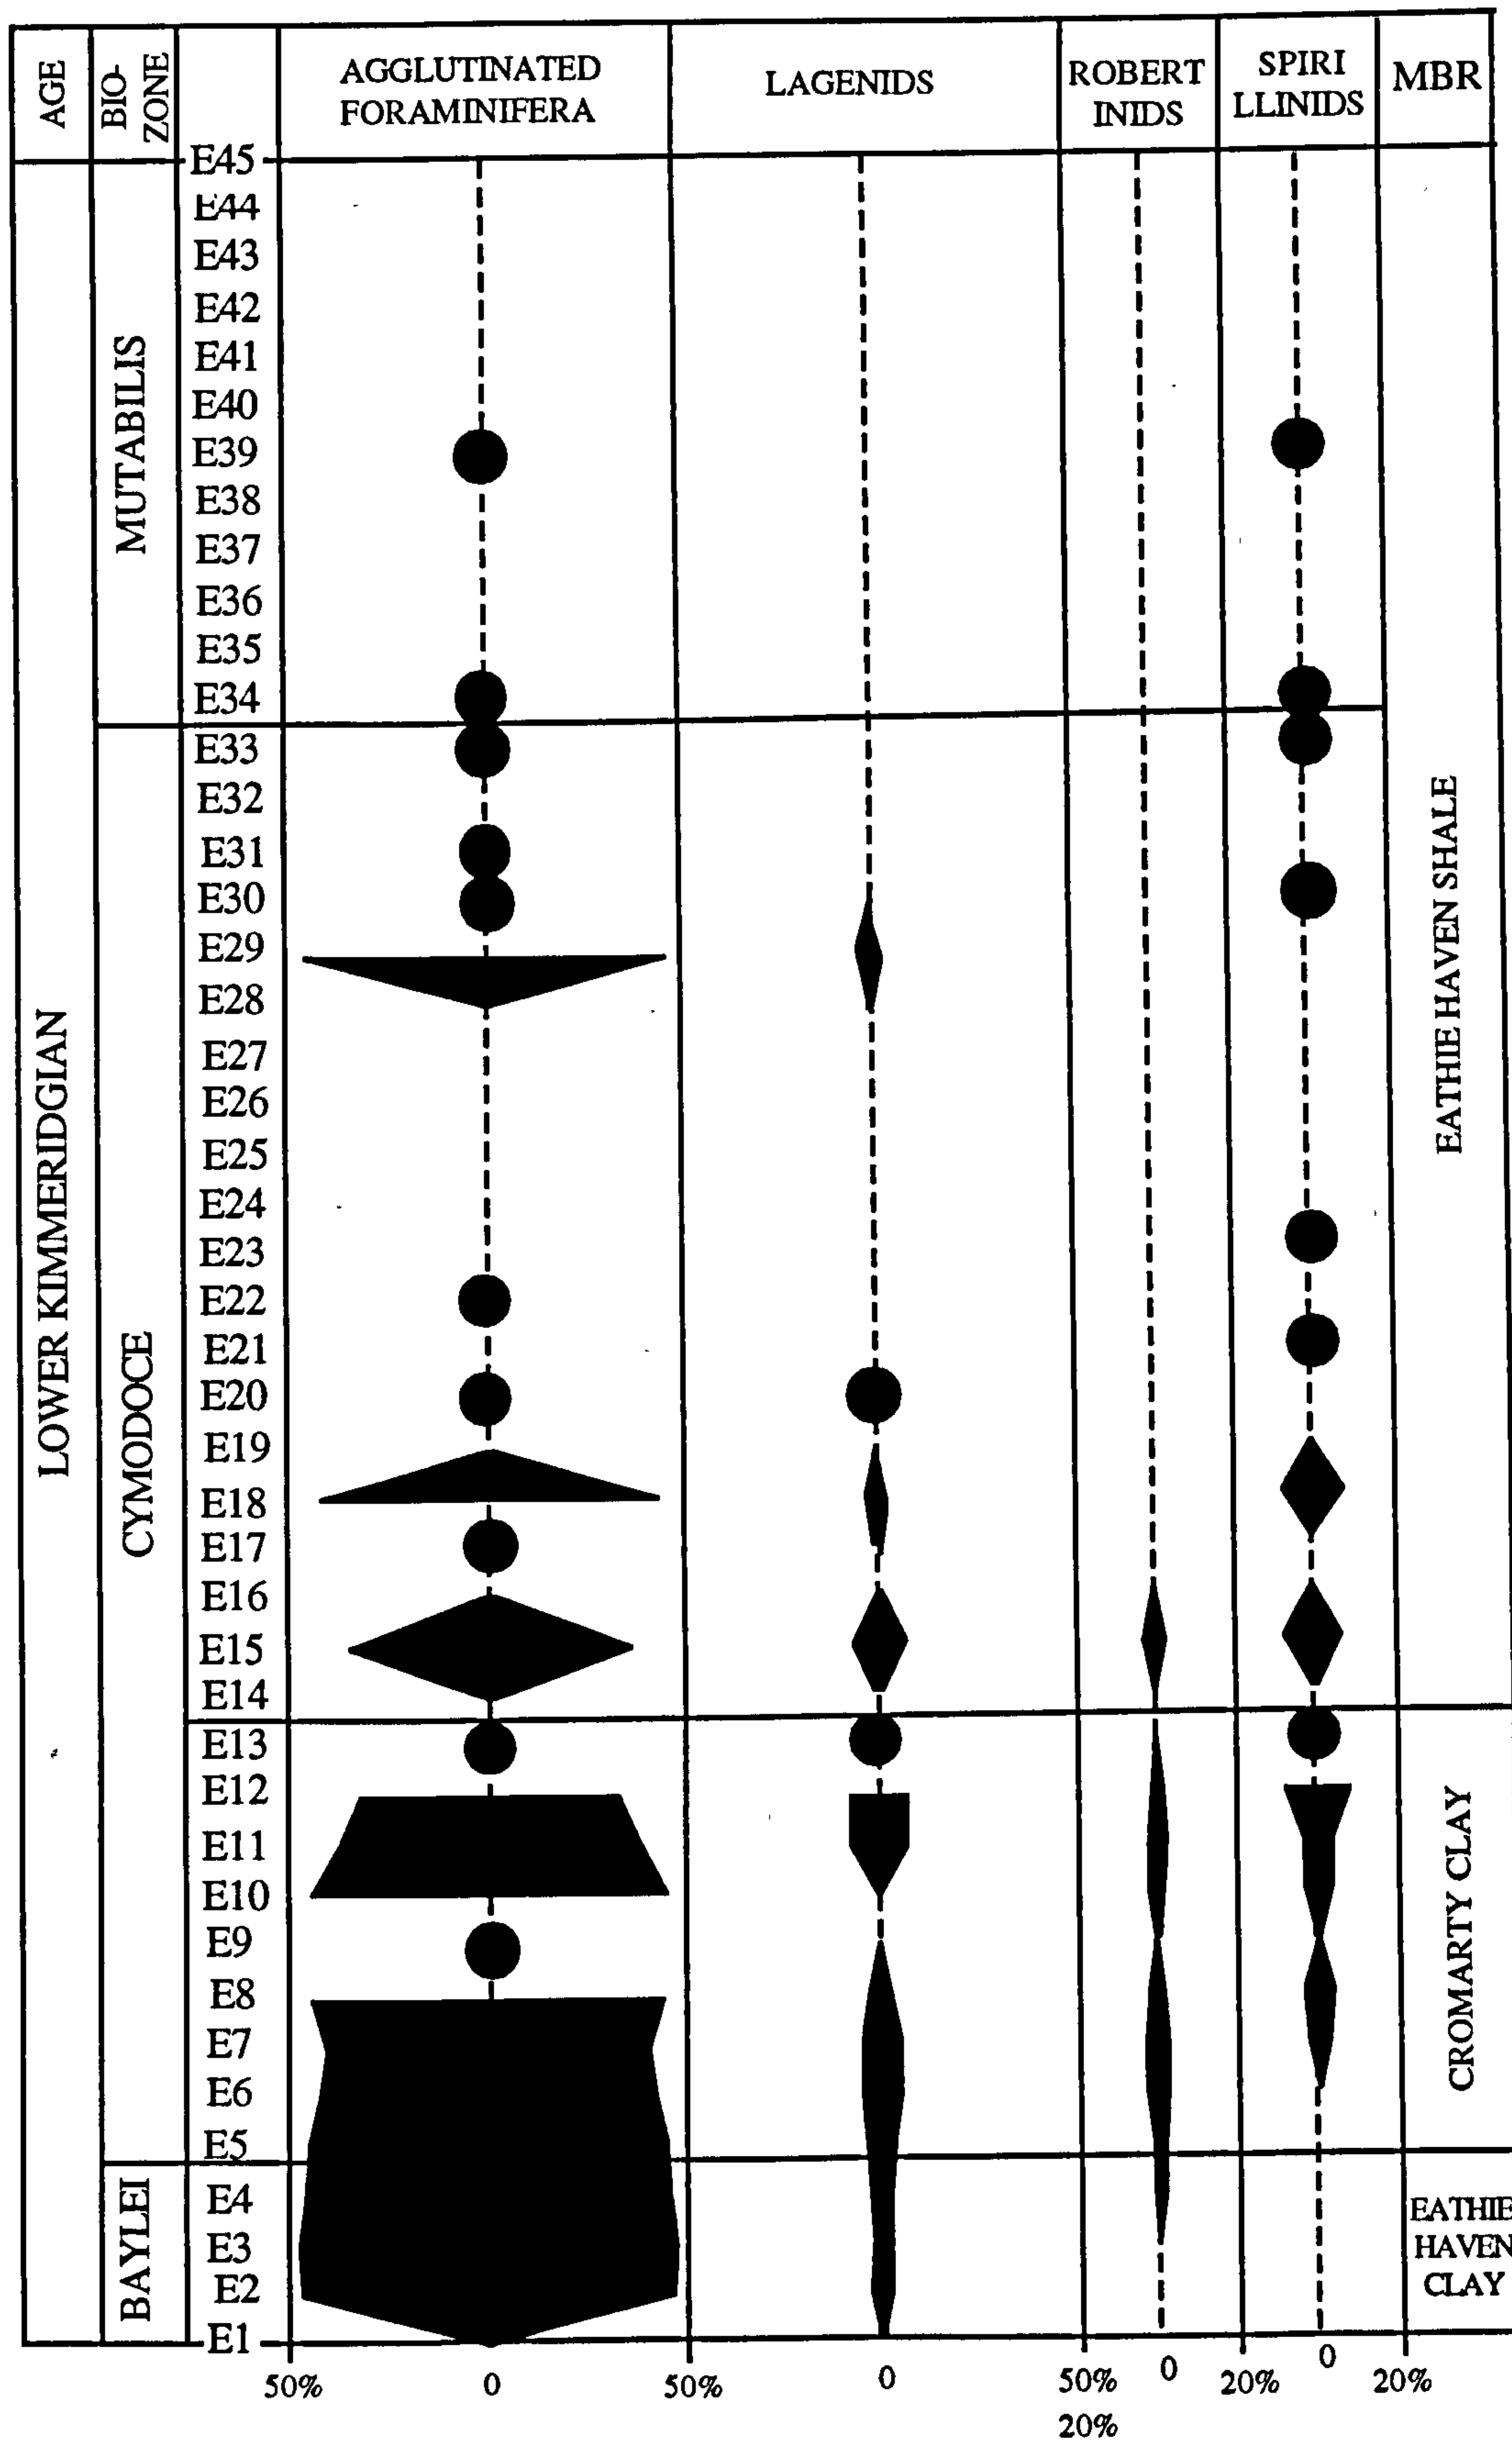 AGE
BIO-
ZONE
AGGLUTINATED
FORAMINIFERA
LAGENIDS
ROBERT
INIDS
SPIRI
LLINIDS
MBR
LOWER KIMMERIDGIAN
MUTABILIS
CYMODOCE
BAYLEI
E45
E44
E43
E42
E41
E40
E39
E38
E37
E36
E35
E34
E33
E32
E31
E30
E29
E28
E27
E26
E25
E24
E23
E22
E21
E20
E19
E18
E17
E16
E15
E14
E13
E12
E11
E10
E9
E8
E7
E6
E5
E4
E3
E2
E1
EATHIE HAVEN SHALE
CROMARTY CLAY
EATHIE
HAVEN
CLAY
50% 0 50% 0 50% 0 20% 0 20%
20%